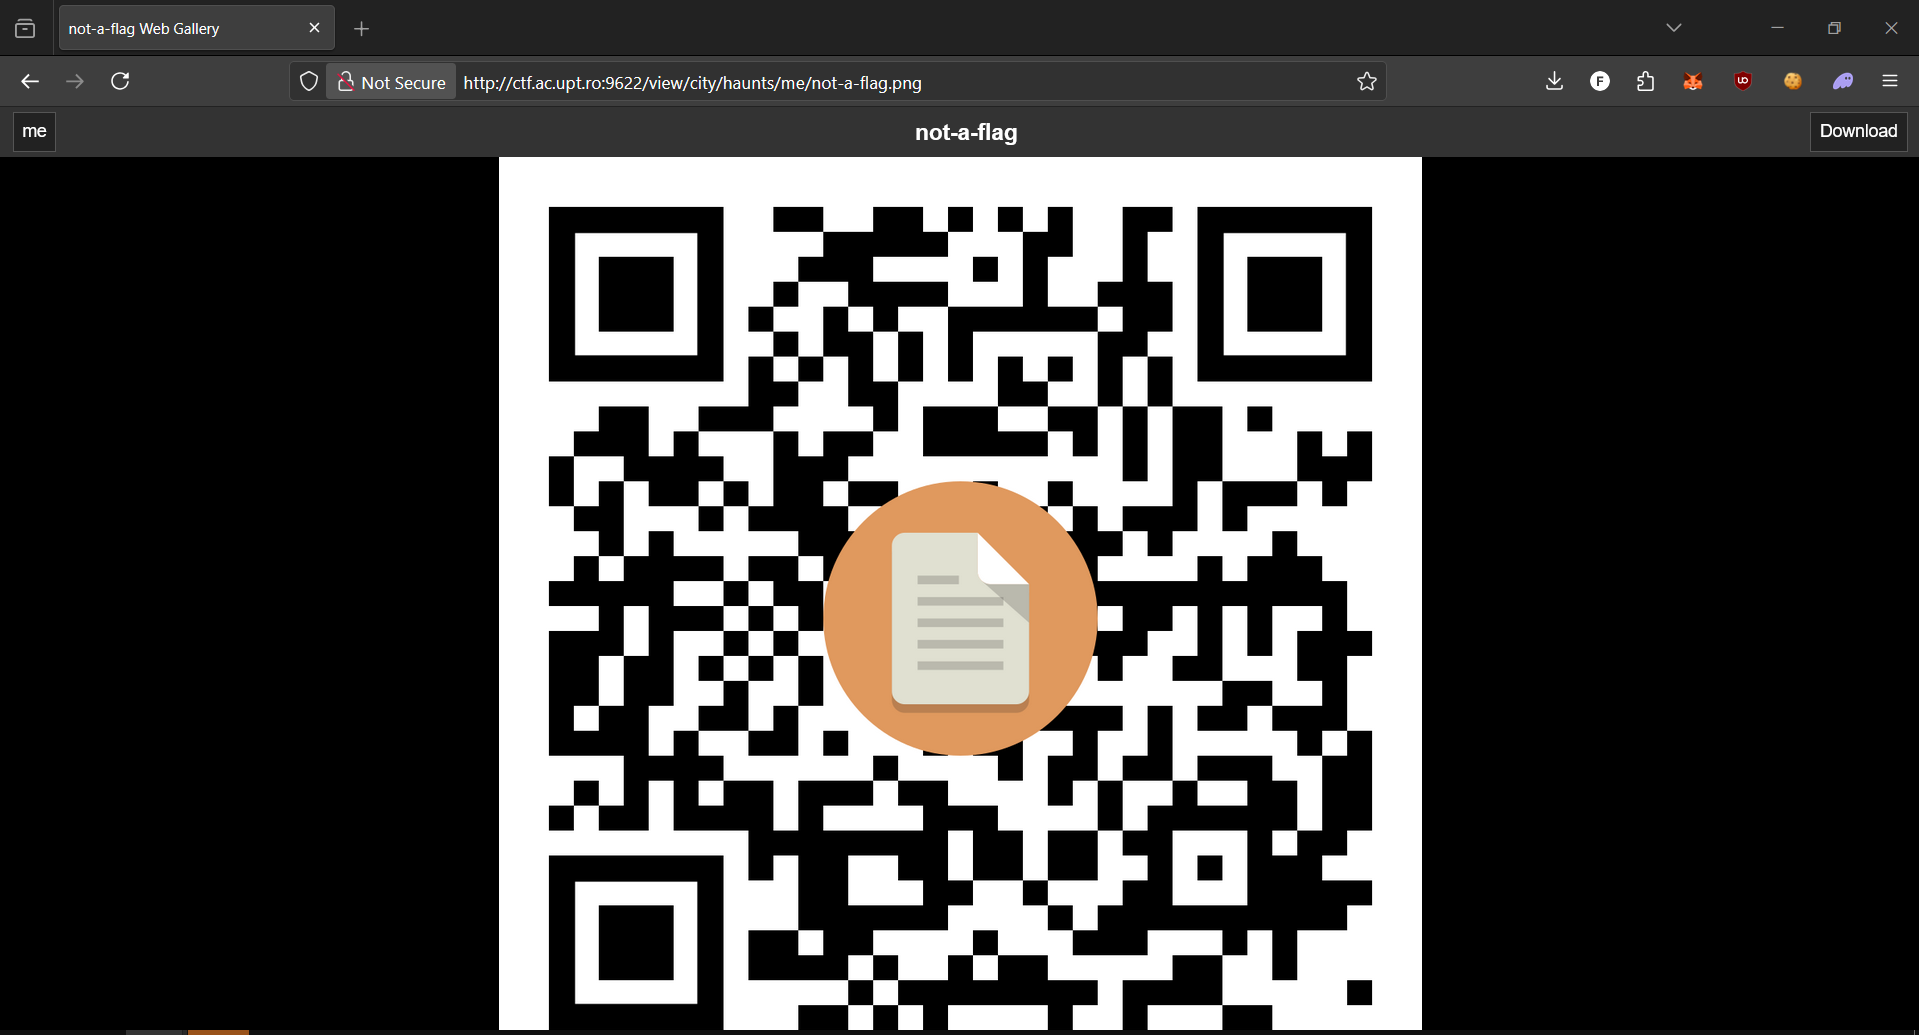 not-a-flag Web Gallery
Not Secure
http://ctf.ac.upt.ro:9622/view/city/haunts/me/not-a-flag.png
me
not-a-flag
Download